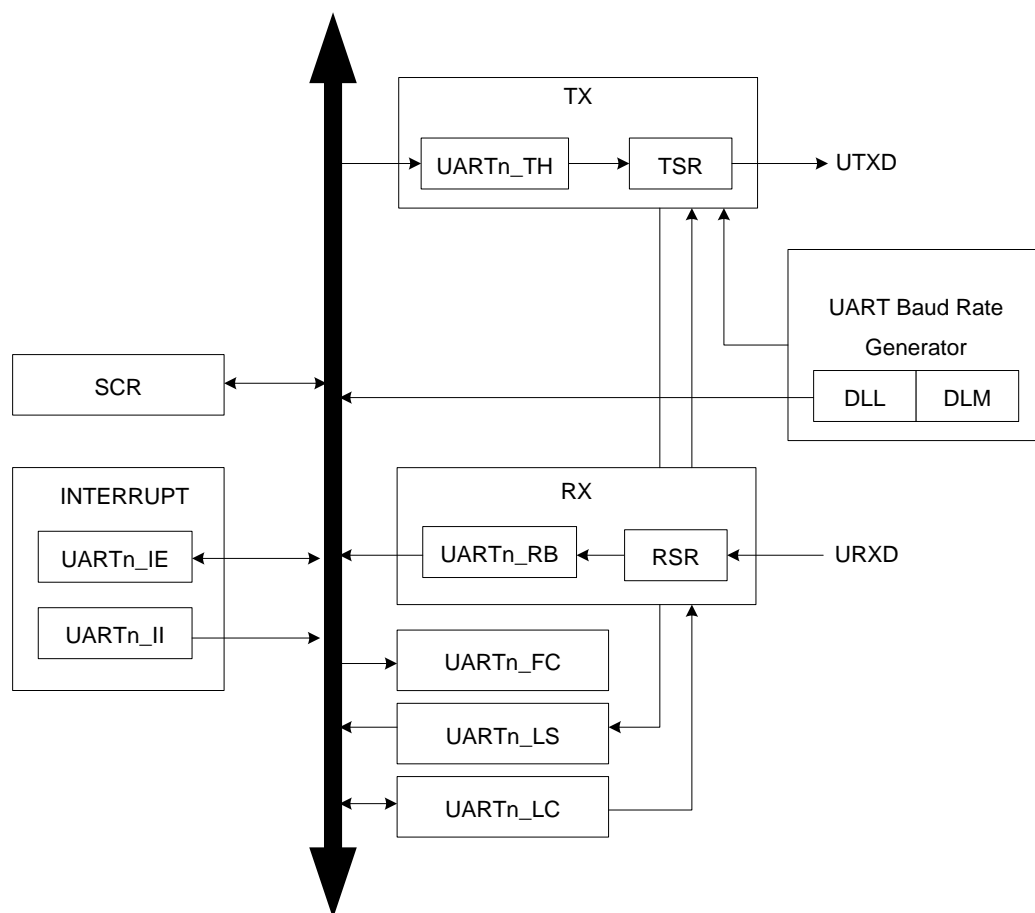 TX
UARTn_TH
TSR
UTXD
UART Baud Rate
Generator
DLL
DLM
SCR
INTERRUPT
UARTn_IE
UARTn_II
RX
UARTn_RB
RSR
URXD
UARTn_FC
UARTn_LS
UARTn_LC